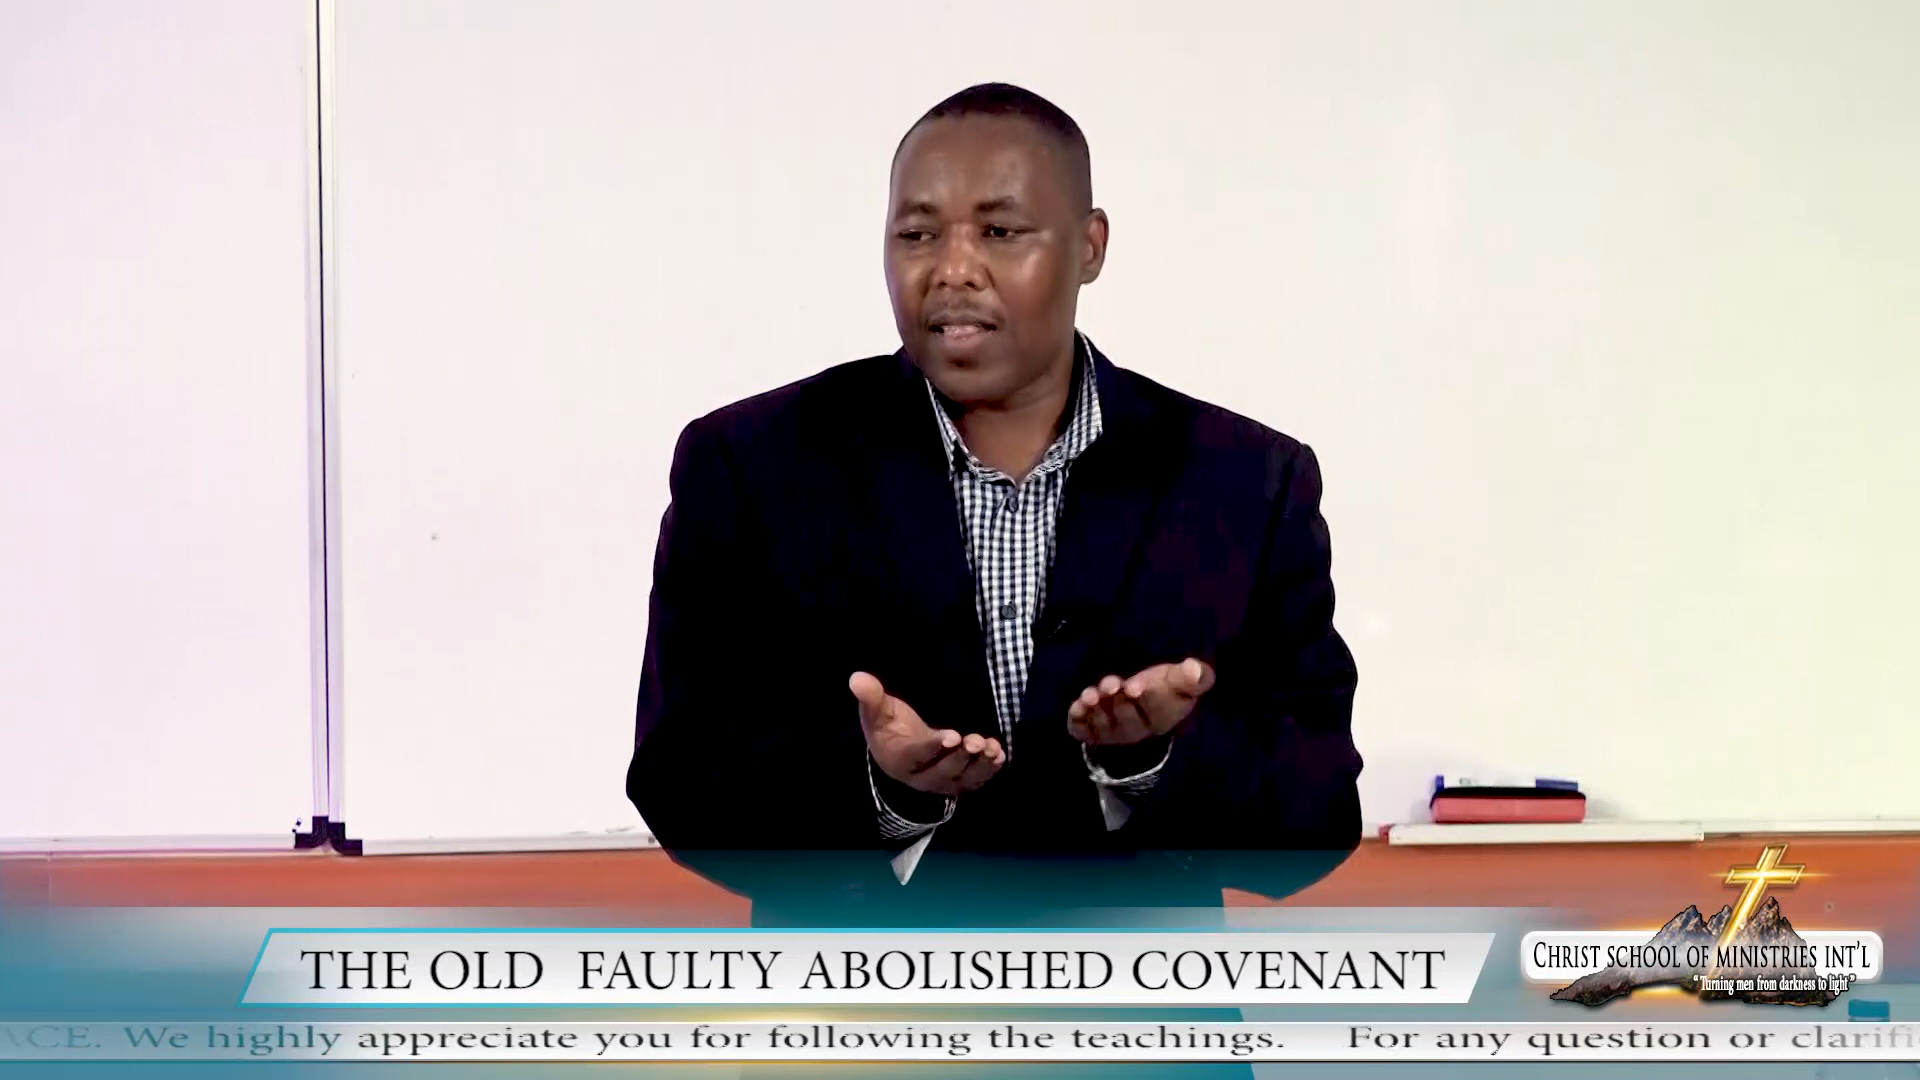 THE OLD FAULTY ABOLISHED COVENANT
CHRIST SCHOOL OF MINISTRIES INT'L
"Turning men from darkness to light"
We highly appreciate you for following the teachings. For any question or